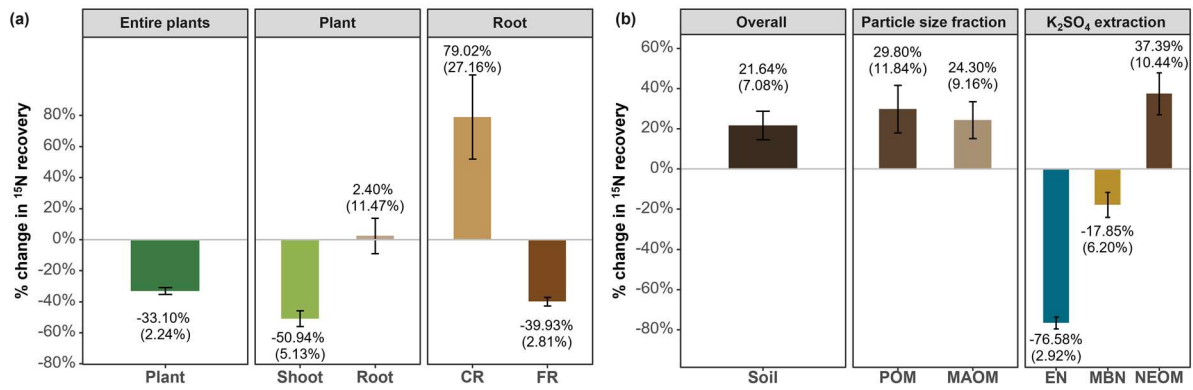 (a)
Entire plants
Plant
Root
% change in ¹⁵N recovery
80%
60%
40%
20%
0%
-20%
-40%
-60%
-80%
-33.10%
(2.24%)
-50.94%
(5.13%)
2.40%
(11.47%)
79.02%
(27.16%)
-39.93%
(2.81%)
Plant
Shoot
Root
CR
FR
(b)
Overall
Particle size fraction
K₂SO₄ extraction
% change in ¹⁵N recovery
60%
40%
20%
0%
-20%
-40%
-60%
-80%
21.64%
(7.08%)
29.80%
(11.84%)
24.30%
(9.16%)
37.39%
(10.44%)
-17.85%
(6.20%)
-76.58%
(2.92%)
Soil
POM
MAOM
EN
MBN
NEOM